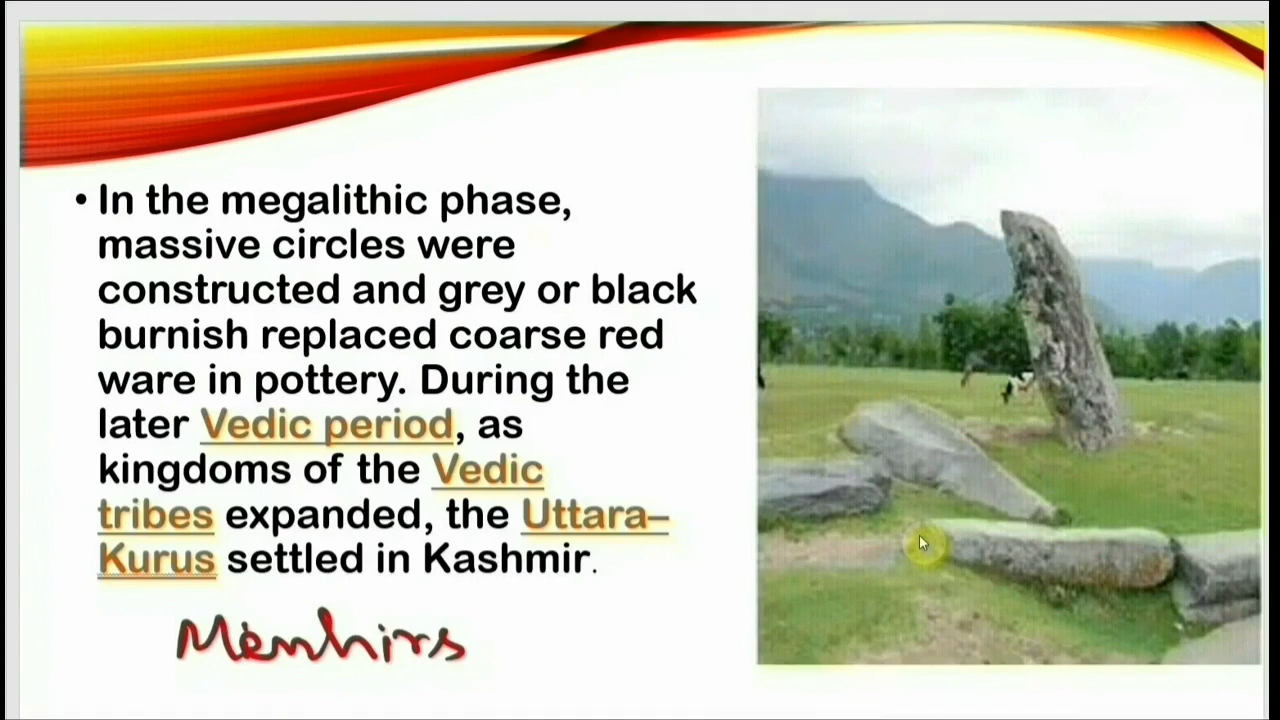 • In the megalithic phase,
massive circles were
constructed and grey or black
burnish replaced coarse red
ware in pottery. During the
later Vedic period, as
kingdoms of the Vedic
tribes expanded, the Uttara–
Kurus settled in Kashmir.
Menhirs